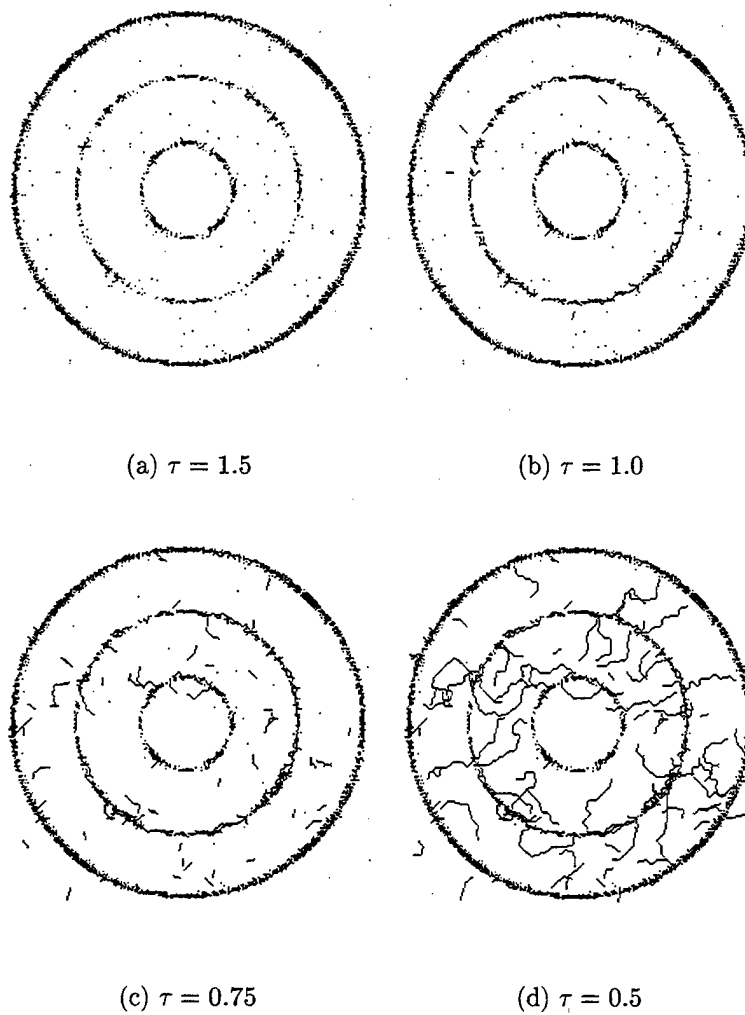 (a) τ = 1.5
(b) τ = 1.0
(c) τ = 0.75
(d) τ = 0.5